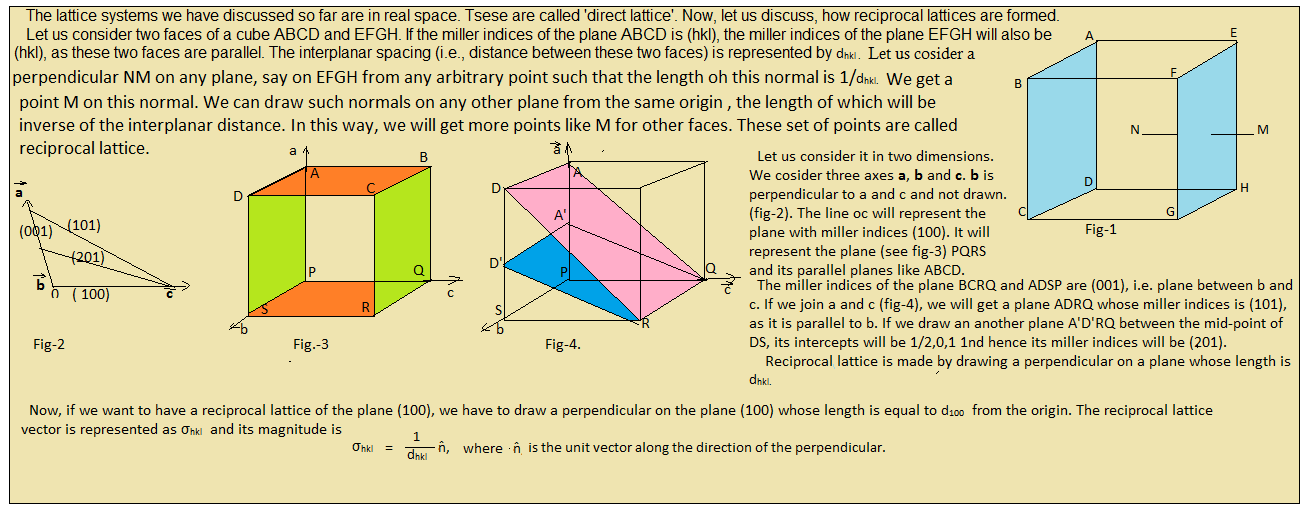 The lattice systems we have discussed so far are in real space. Tsese are called 'direct lattice'. Now, let us discuss, how reciprocal lattices are formed.
Let us consider two faces of a cube ABCD and EFGH. If the miller indices of the plane ABCD is (hkl), the miller indices of the plane EFGH will also be
(hkl), as these two faces are parallel. The interplanar spacing (i.e., distance between these two faces) is represented by dhkl. Let us cosider a
perpendicular NM on any plane, say on EFGH from any arbitrary point such that the length oh this normal is 1/dhkl. We get a
point M on this normal. We can draw such normals on any other plane from the same origin , the length of which will be
inverse of the interplanar distance. In this way, we will get more points like M for other faces. These set of points are called
reciprocal lattice.
A
E
B
F
N
M
D
H
C
G
Fig-1
a
(001)
(101)
(201)
b
0
( 100)
c
Fig-2
a
A
B
D
C
P
Q
S
R
c
b
Fig.-3
a
A
D
A'
D'
P
Q
c
S
b
R
Fig-4.
Let us consider it in two dimensions.
We cosider three axes a, b and c. b is
perpendicular to a and c and not drawn.
(fig-2). The line oc will represent the
plane with miller indices (100). It will
represent the plane (see fig-3) PQRS
and its parallel planes like ABCD.
The miller indices of the plane BCRQ and ADSP are (001), i.e. plane between b and
c. If we join a and c (fig-4), we will get a plane ADRQ whose miller indices is (101),
as it is parallel to b. If we draw an another plane A'D'RQ between the mid-point of
DS, its intercepts will be 1/2,0,1 1nd hence its miller indices will be (201).
Reciprocal lattice is made by drawing a perpendicular on a plane whose length is
dhkl.
Now, if we want to have a reciprocal lattice of the plane (100), we have to draw a perpendicular on the plane (100) whose length is equal to d100 from the origin. The reciprocal lattice
vector is represented as σhkl and its magnitude is
σhkl = 1/dhkl n̂, where n̂ is the unit vector along the direction of the perpendicular.